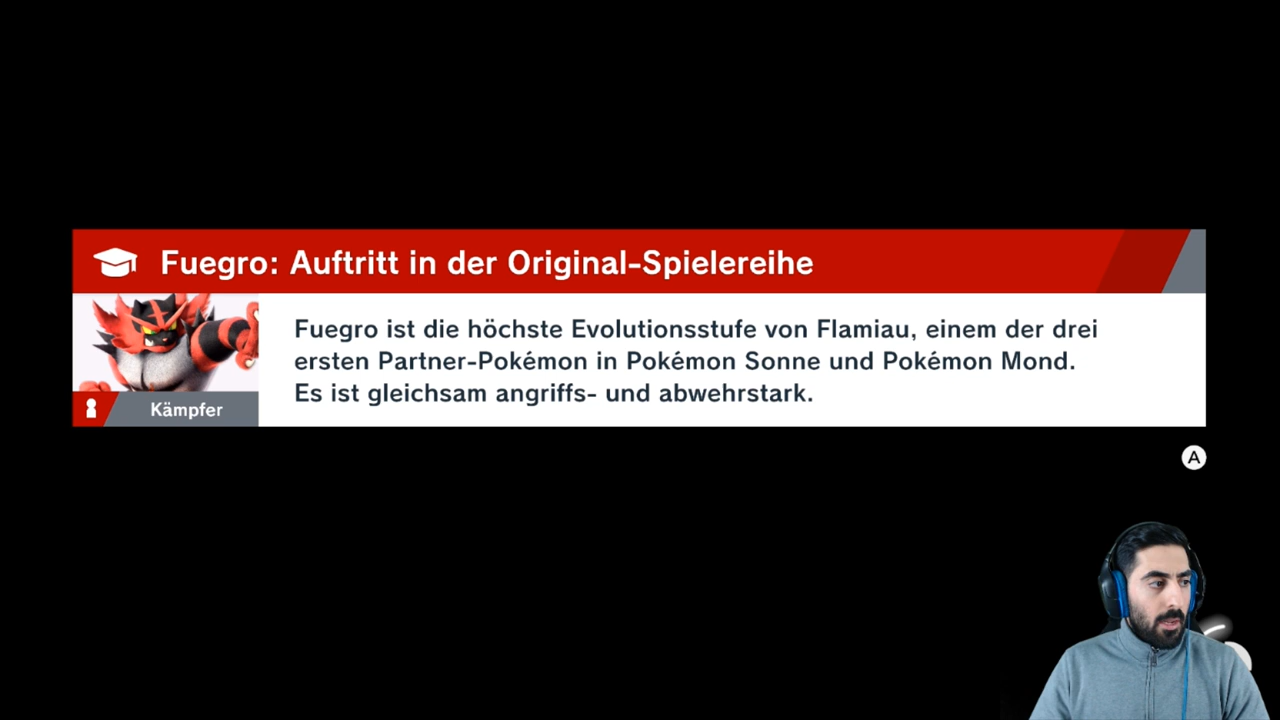 Fuegro: Auftritt in der Original-Spielereihe
Fuegro ist die höchste Evolutionsstufe von Flamiau, einem der drei
ersten Partner-Pokémon in Pokémon Sonne und Pokémon Mond.
Es ist gleichsam angriffs- und abwehrstark.
Kämpfer
A